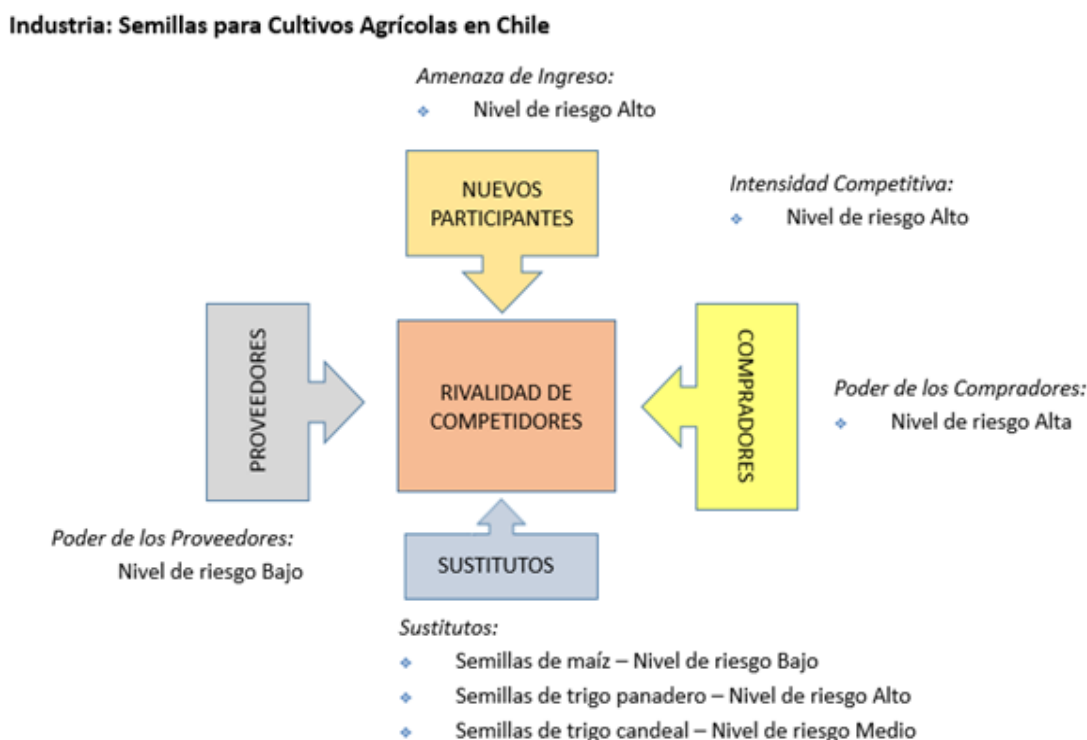 Industria: Semillas para Cultivos Agrícolas en Chile
Amenaza de Ingreso:
❖ Nivel de riesgo Alto
NUEVOS
PARTICIPANTES
Intensidad Competitiva:
❖ Nivel de riesgo Alto
PROVEEDORES
RIVALIDAD DE
COMPETIDORES
COMPRADORES
Poder de los Compradores:
❖ Nivel de riesgo Alta
Poder de los Proveedores:
Nivel de riesgo Bajo
SUSTITUTOS
Sustitutos:
❖ Semillas de maíz – Nivel de riesgo Bajo
❖ Semillas de trigo panadero – Nivel de riesgo Alto
❖ Semillas de trigo candeal – Nivel de riesgo Medio